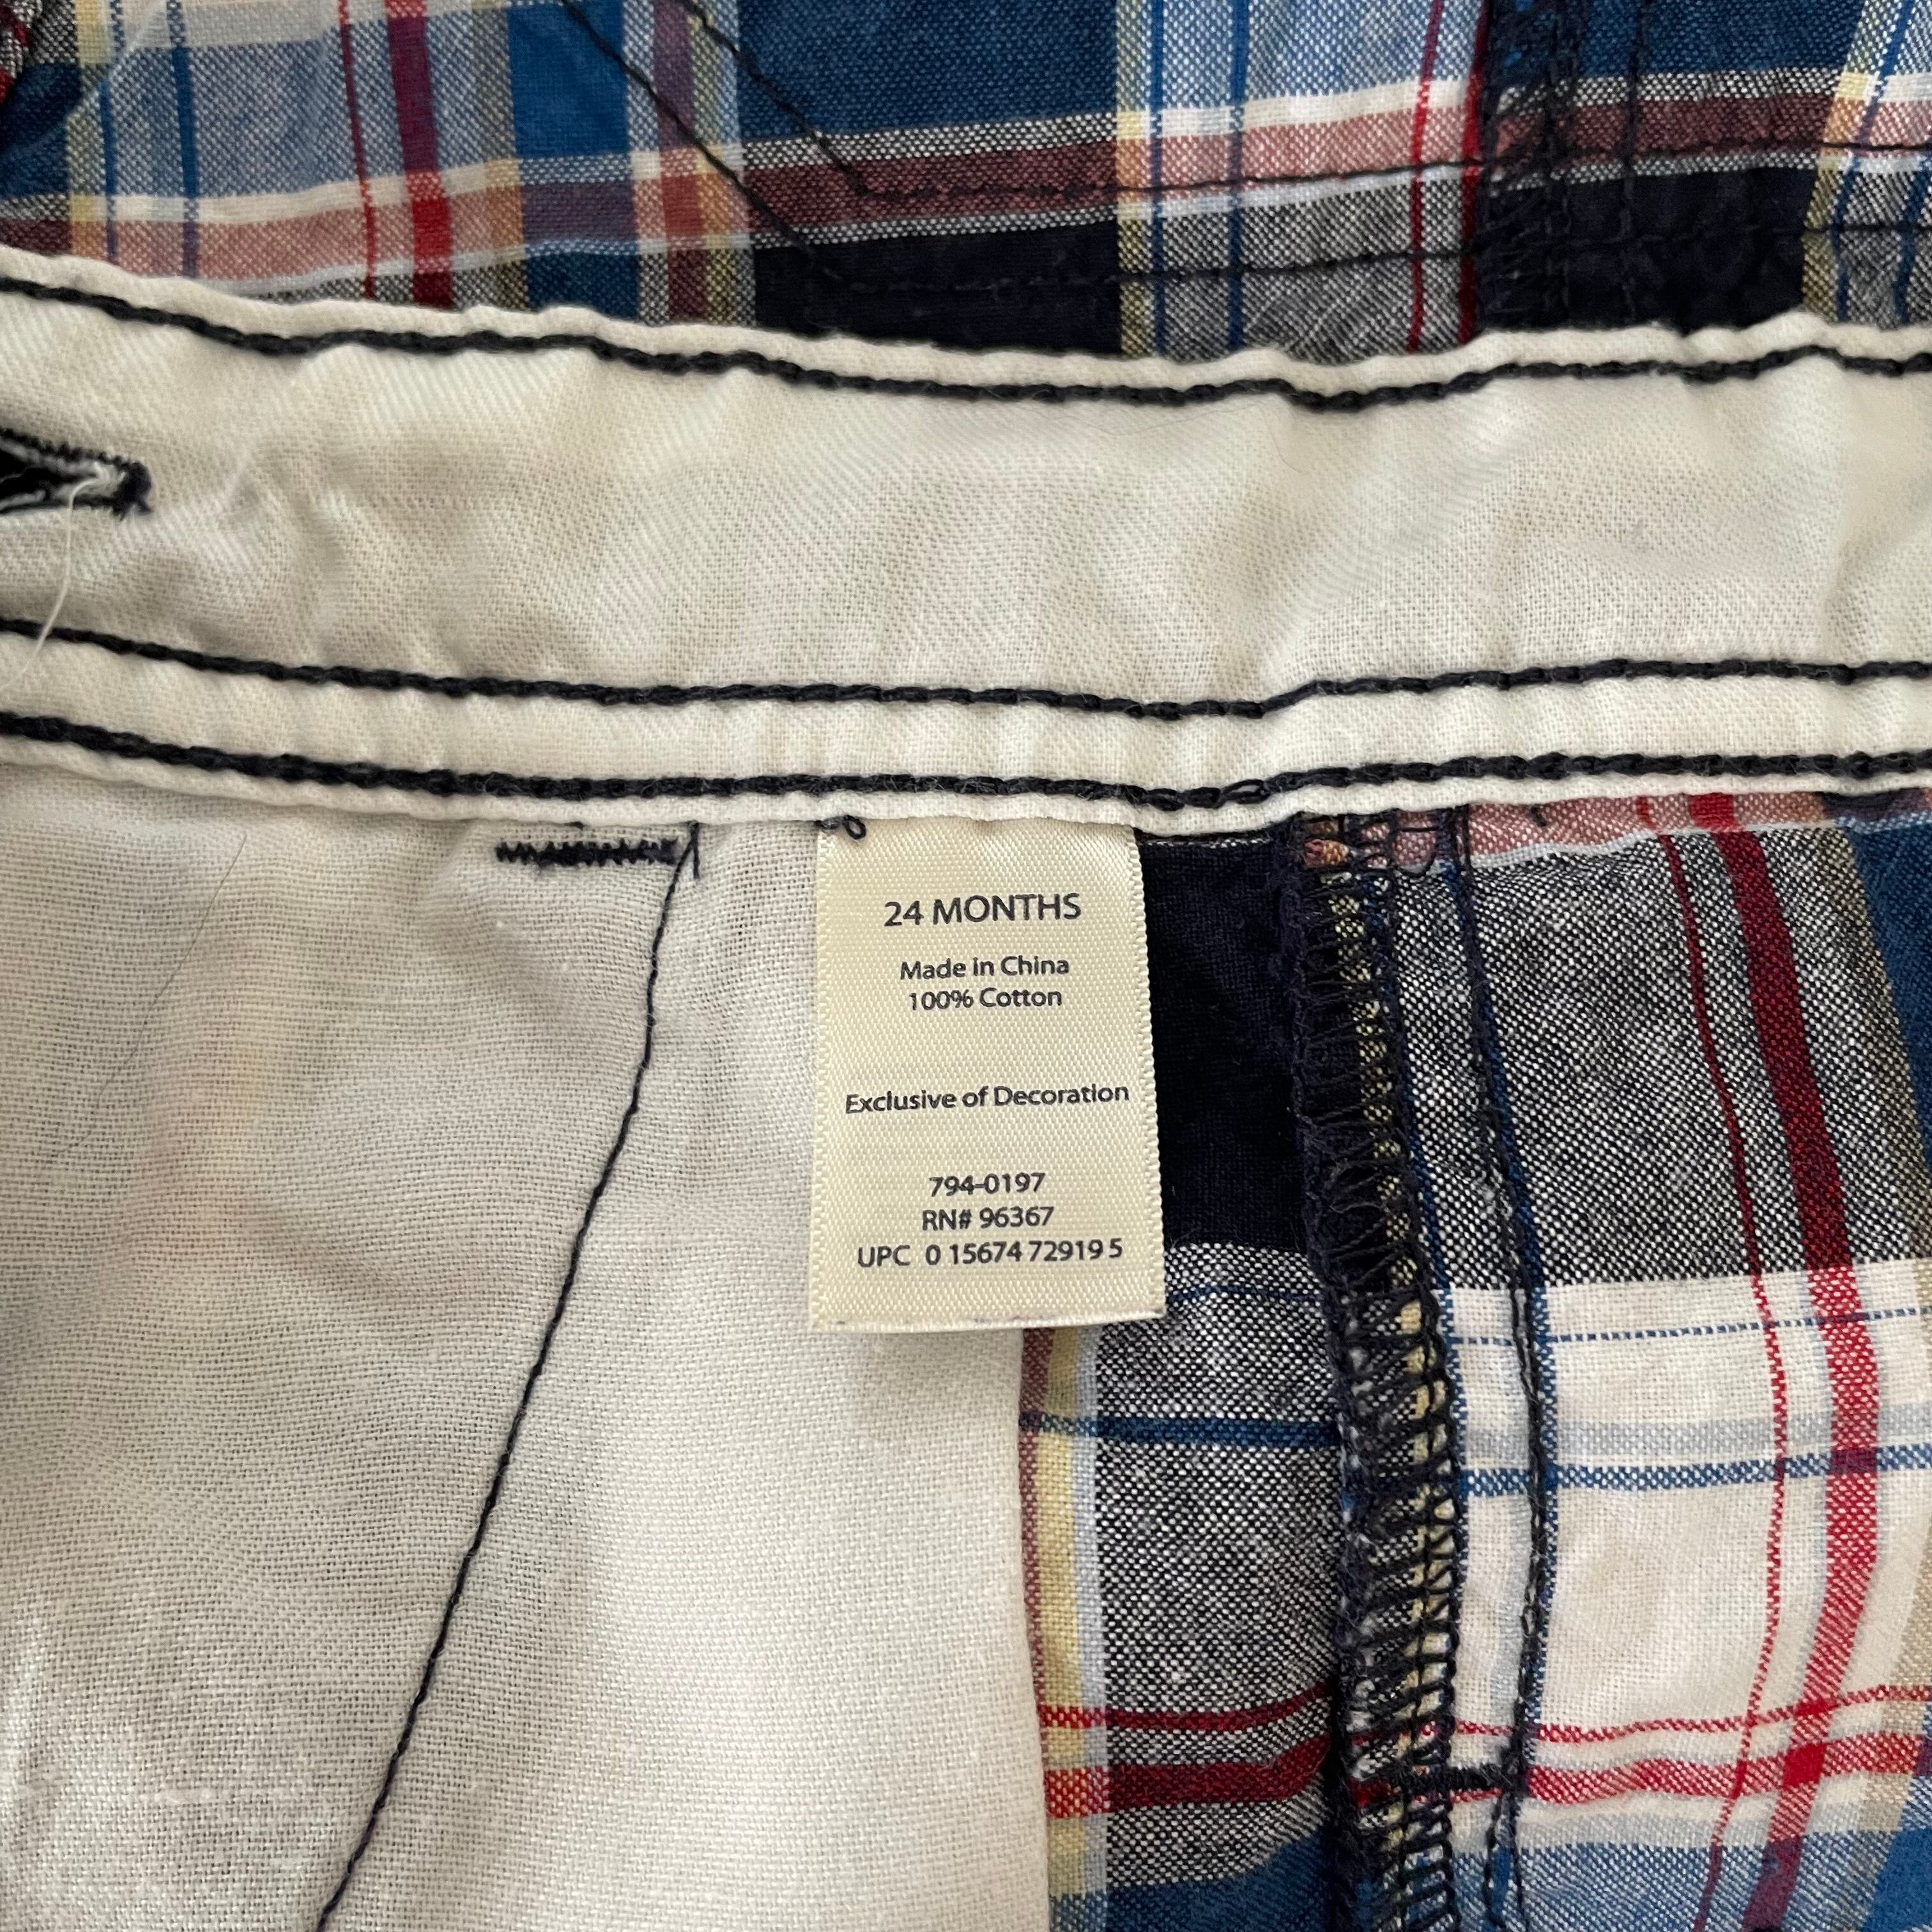 24 MONTHS
Made in China
100% Cotton
Exclusive of Decoration
794-0197
RN# 96367
UPC 0 15674 72919 5